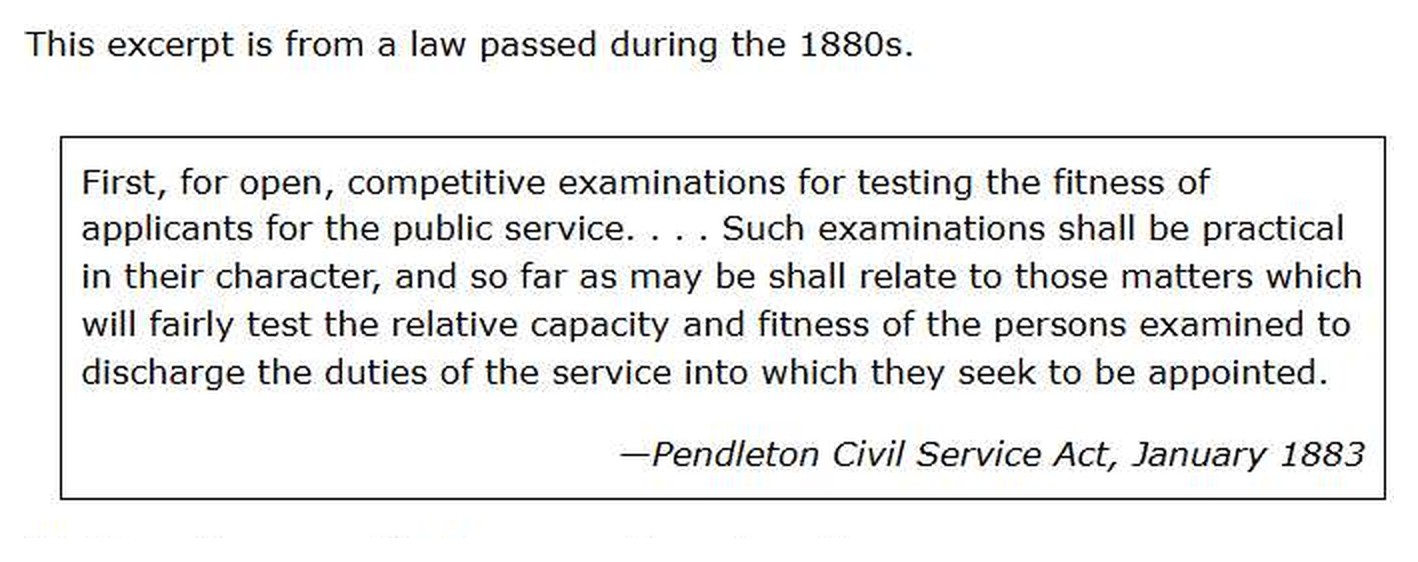 This excerpt is from a law passed during the 1880s.
First, for open, competitive examinations for testing the fitness of
applicants for the public service. . . . Such examinations shall be practical
in their character, and so far as may be shall relate to those matters which
will fairly test the relative capacity and fitness of the persons examined to
discharge the duties of the service into which they seek to be appointed.
—Pendleton Civil Service Act, January 1883